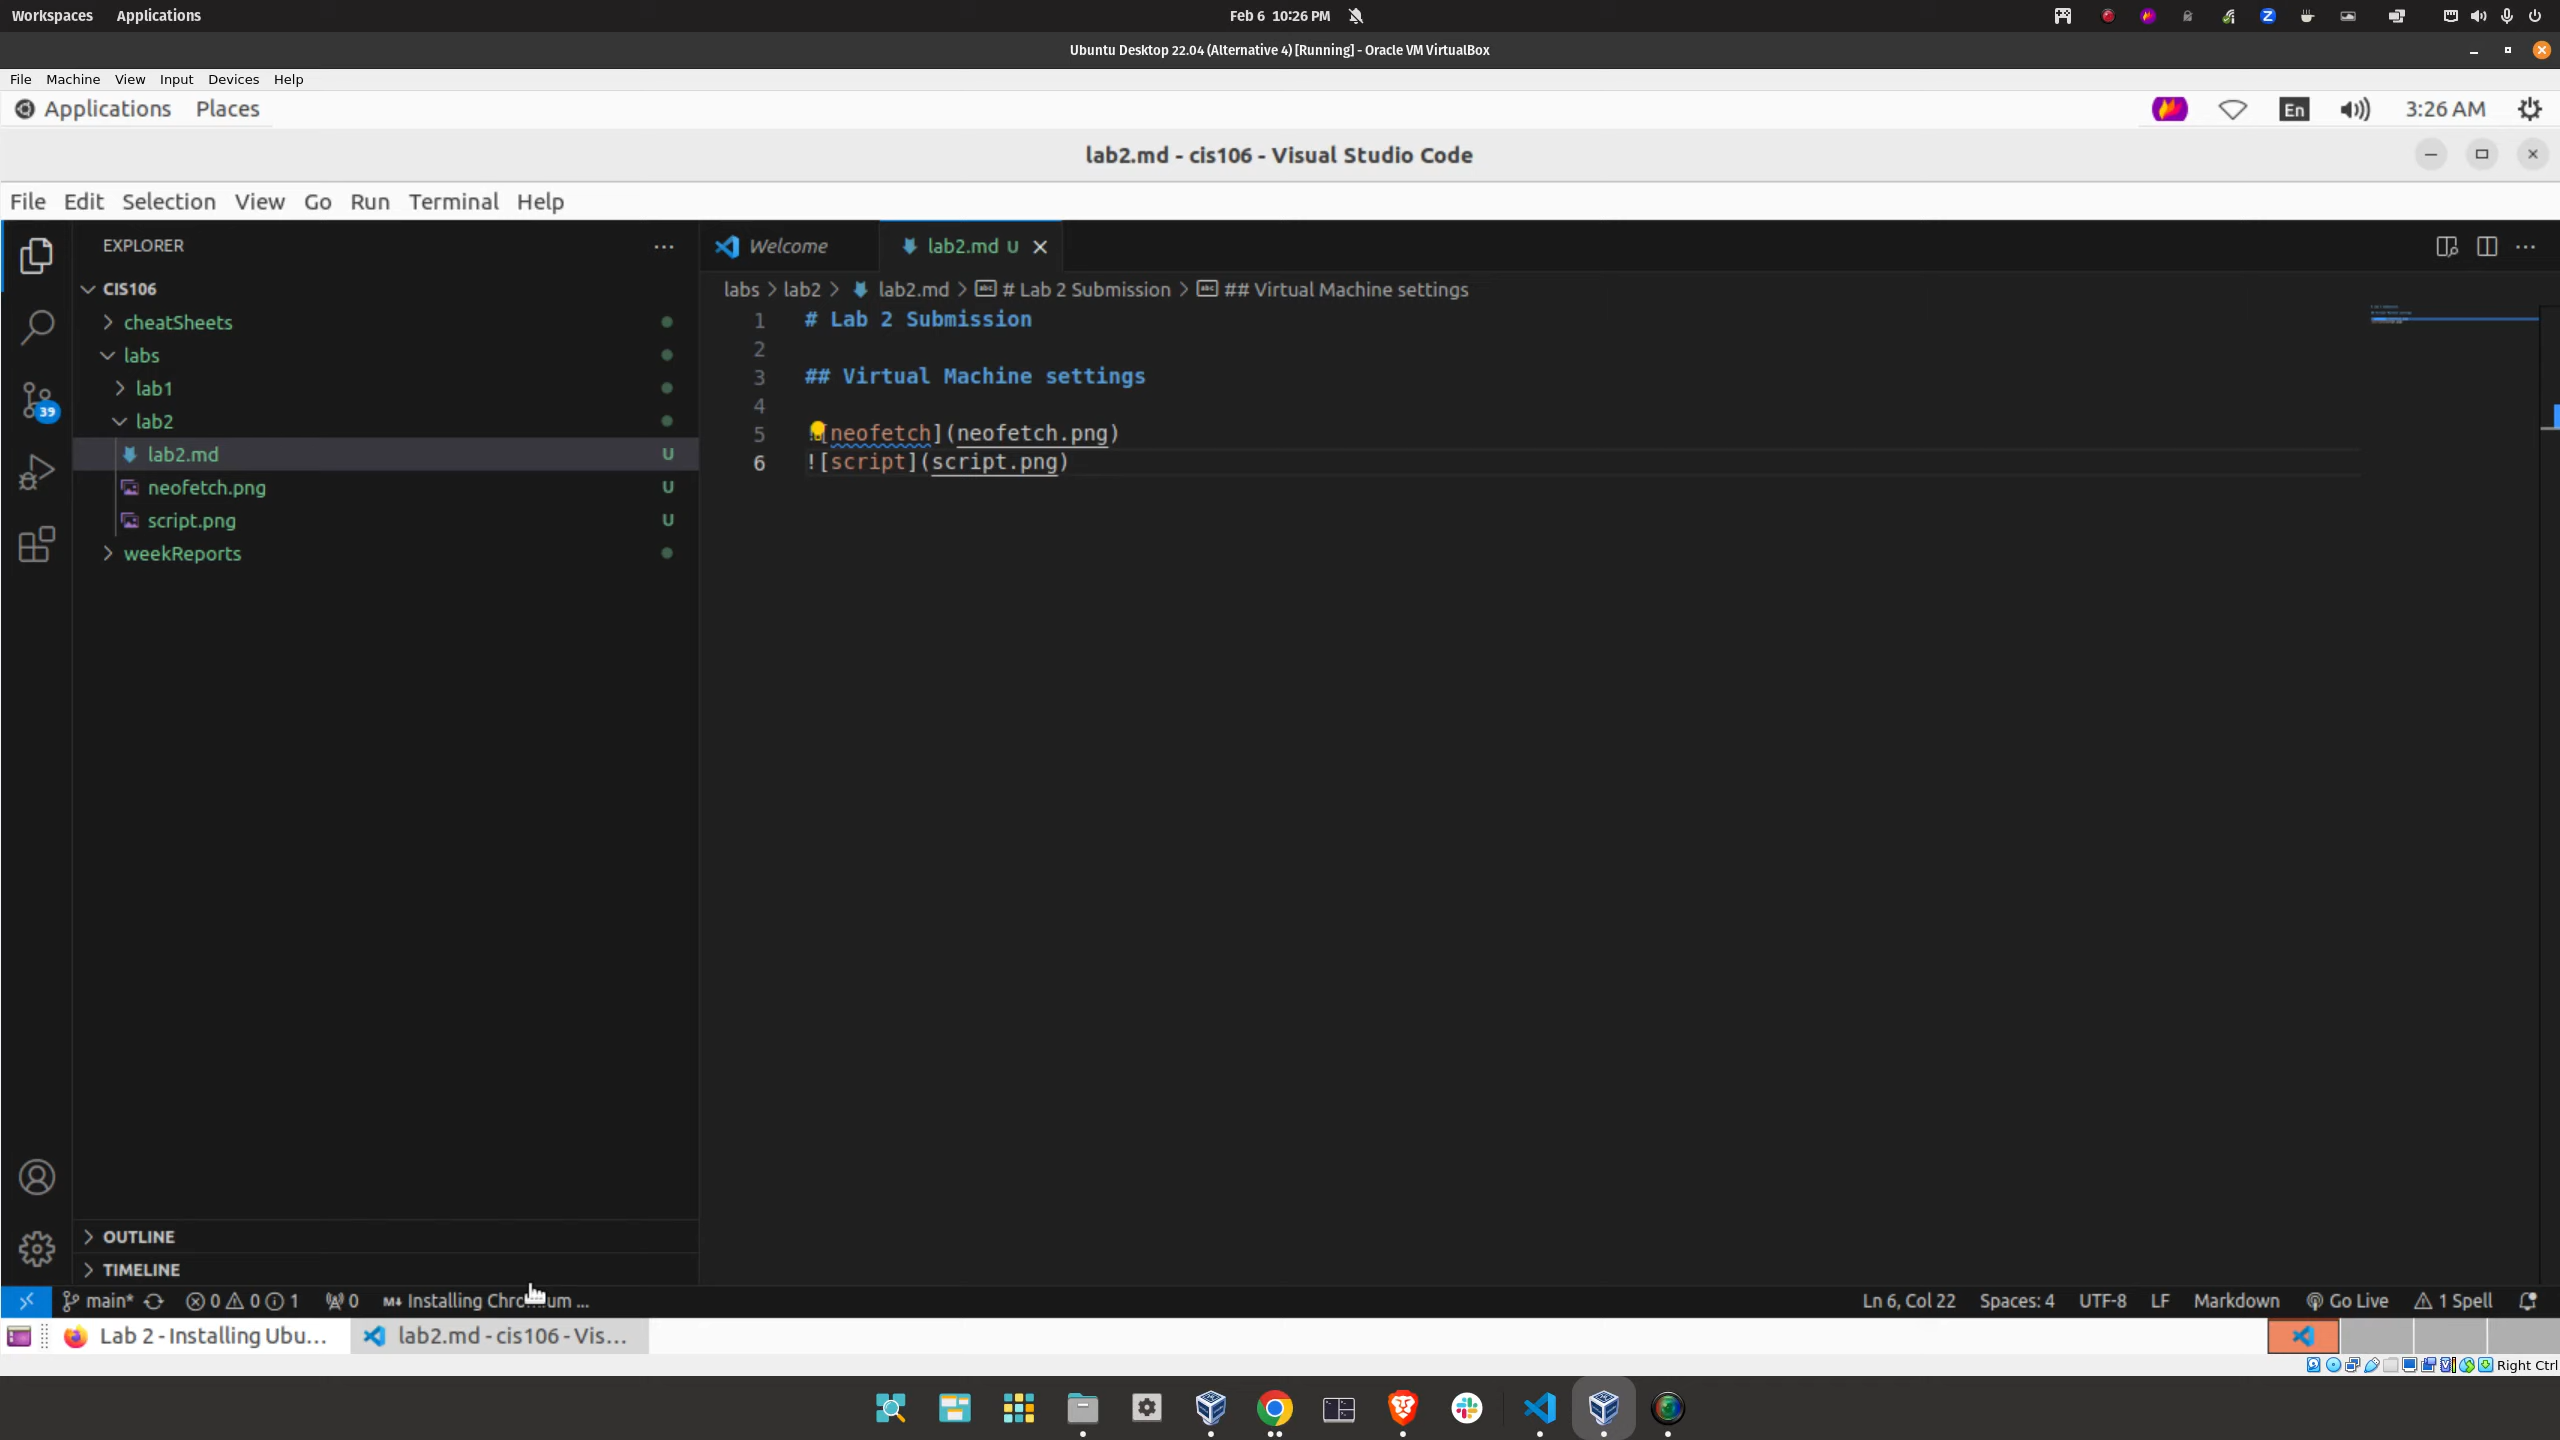 Workspaces Applications
Feb 6 10:26 PM
Ubuntu Desktop 22.04 (Alternative 4) [Running] - Oracle VM VirtualBox
File Machine View Input Devices Help
Applications Places
En
3:26 AM
lab2.md - cis106 - Visual Studio Code
File Edit Selection View Go Run Terminal Help
EXPLORER
Welcome
lab2.md U
CIS106
labs > lab2 > lab2.md > # Lab 2 Submission > ## Virtual Machine settings
cheatSheets
labs
lab1
lab2
lab2.md U
neofetch.png U
script.png U
weekReports
39
1 # Lab 2 Submission
2
3 ## Virtual Machine settings
4
5 [neofetch](neofetch.png)
6 ![script](script.png)
OUTLINE
TIMELINE
main* 0 0 1 0 Installing Chromium ...
Ln 6, Col 22 Spaces: 4 UTF-8 LF Markdown Go Live 1 Spell
Lab 2 - Installing Ubu...
lab2.md - cis106 - Vis...
Right Ctrl